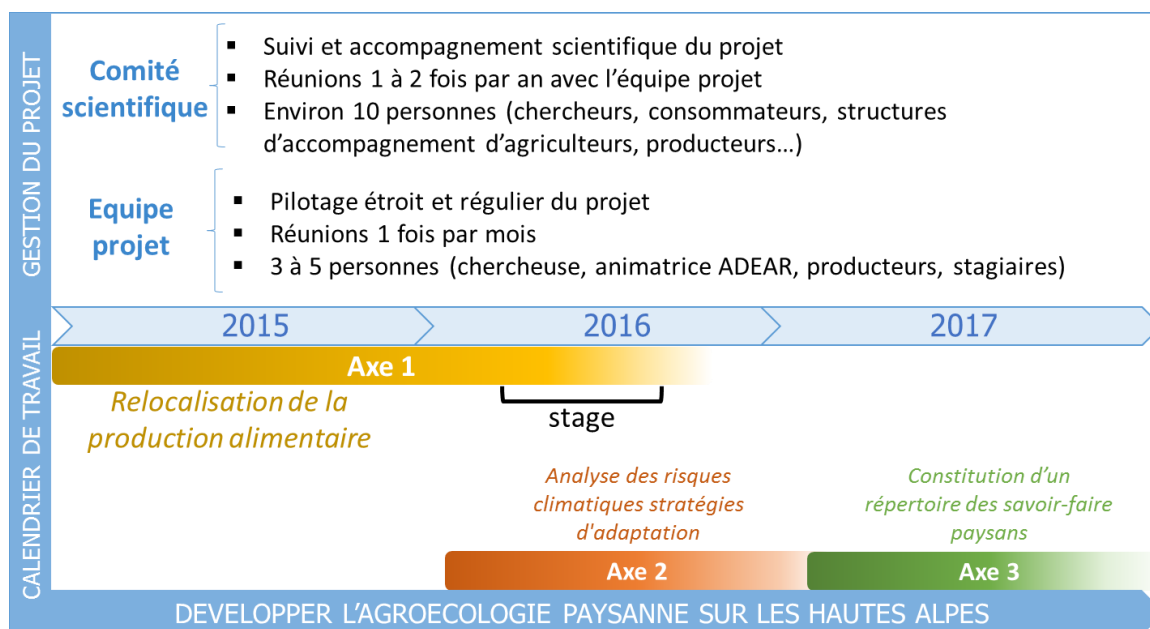 GESTION DU PROJET
Comité
scientifique
▪ Suivi et accompagnement scientifique du projet
▪ Réunions 1 à 2 fois par an avec l’équipe projet
▪ Environ 10 personnes (chercheurs, consommateurs, structures
d’accompagnement d’agriculteurs, producteurs…)
Equipe
projet
▪ Pilotage étroit et régulier du projet
▪ Réunions 1 fois par mois
▪ 3 à 5 personnes (chercheuse, animatrice ADEAR, producteurs, stagiaires)
CALENDRIER DE TRAVAIL
2015 2016 2017
Axe 1
Relocalisation de la
production alimentaire
stage
Analyse des risques
climatiques stratégies
d'adaptation
Axe 2
Constitution d’un
répertoire des savoir-faire
paysans
Axe 3
DEVELOPPER L’AGROECOLOGIE PAYSANNE SUR LES HAUTES ALPES